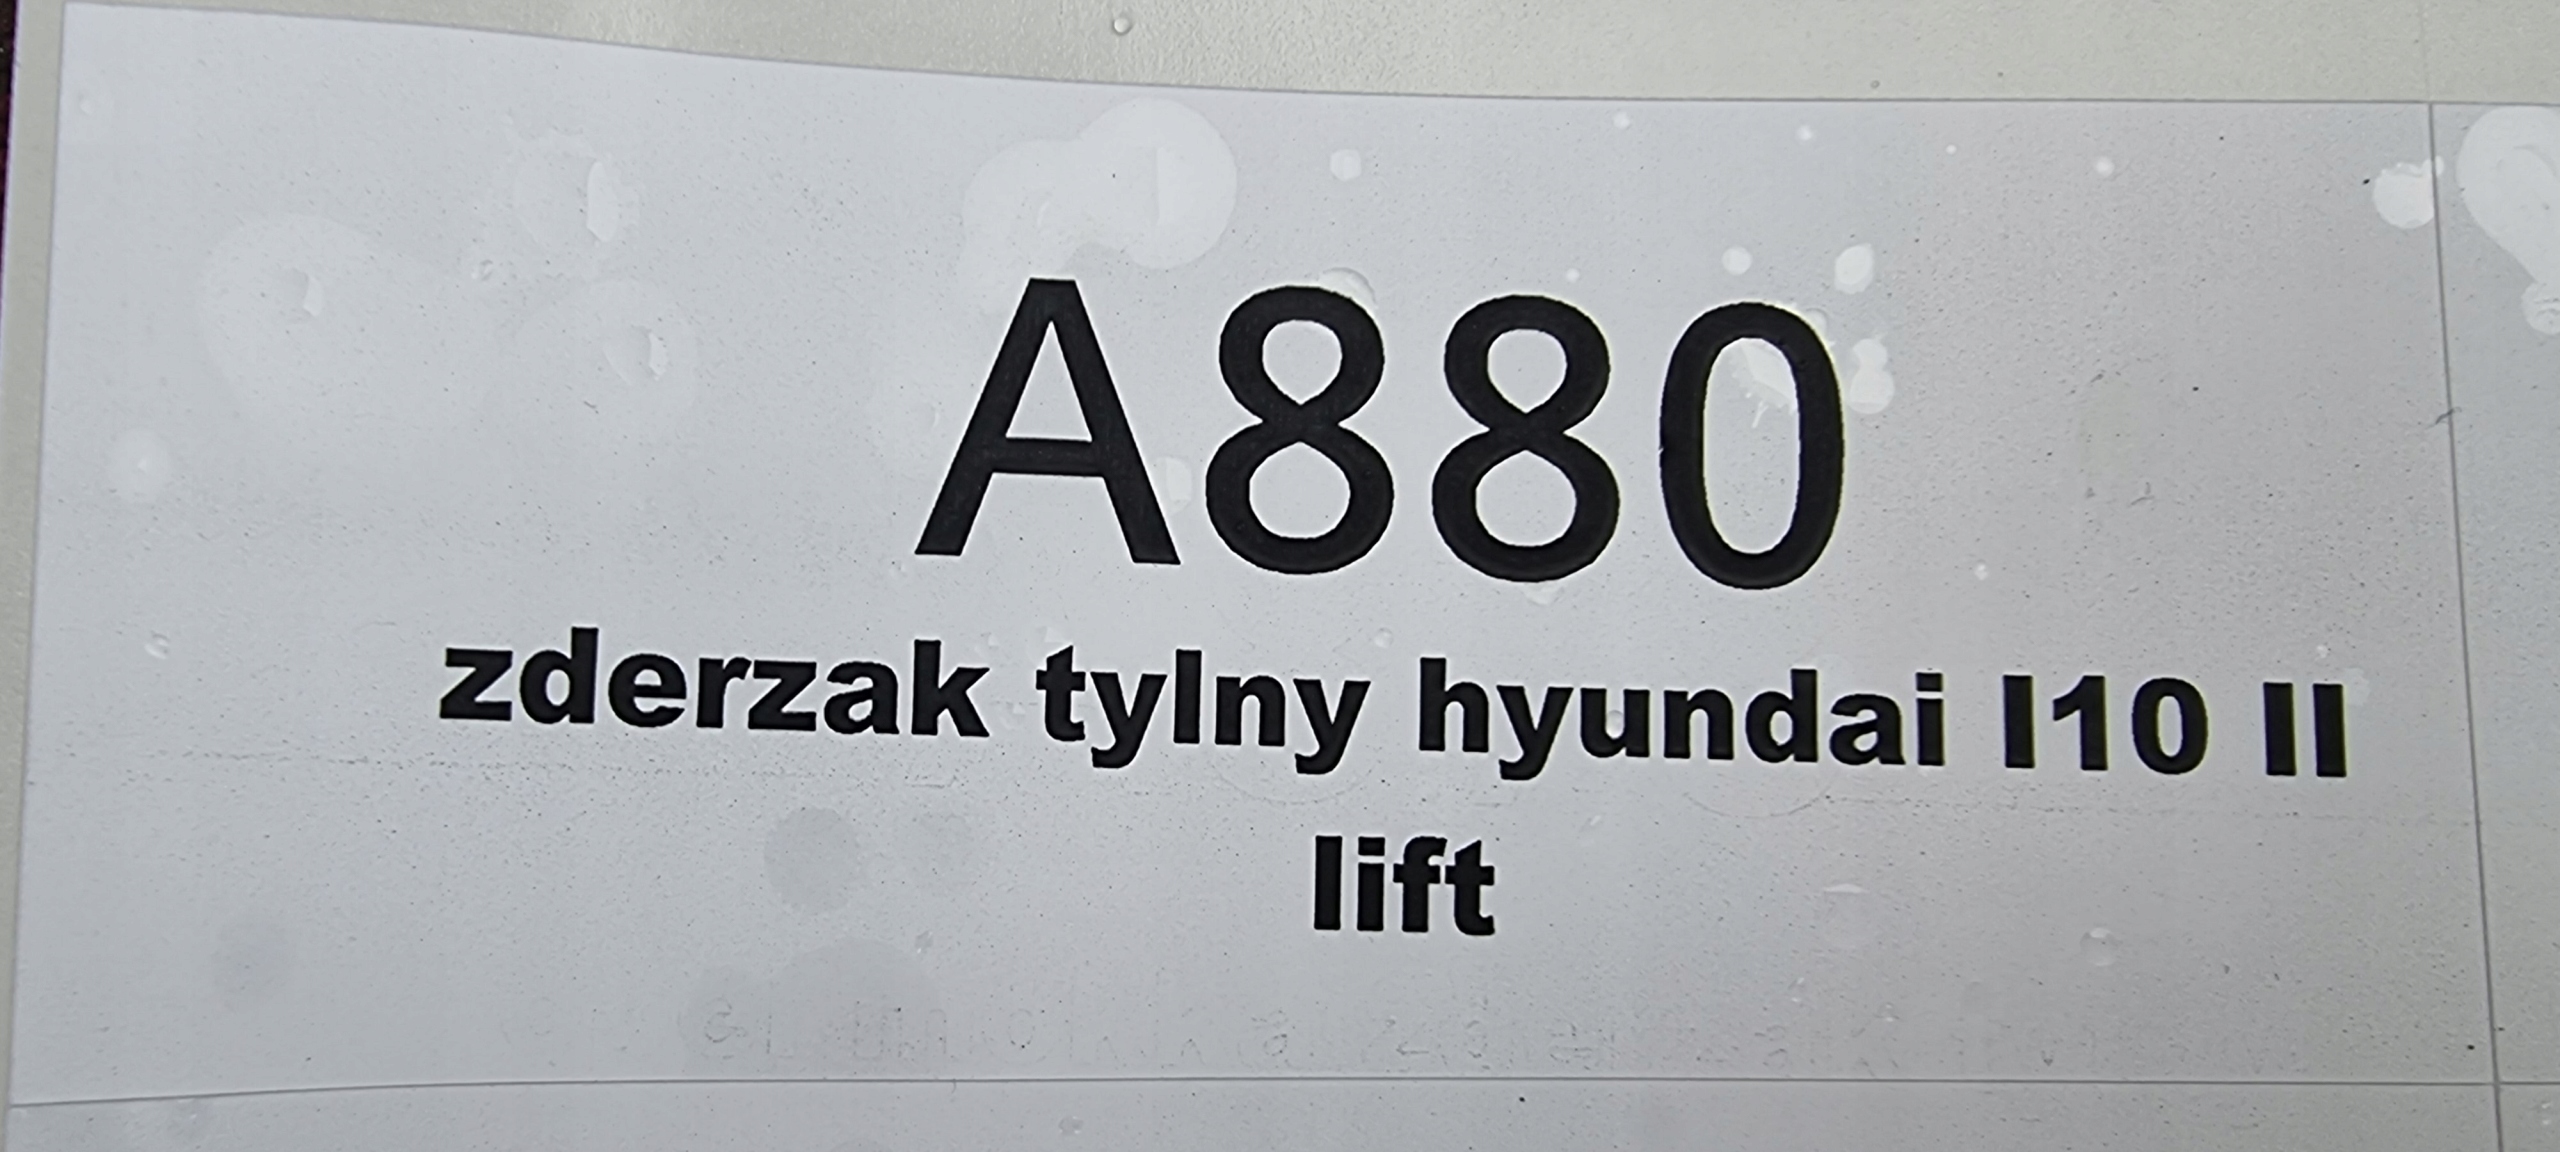 A880
zderzak tylny hyundai I10 II
lift